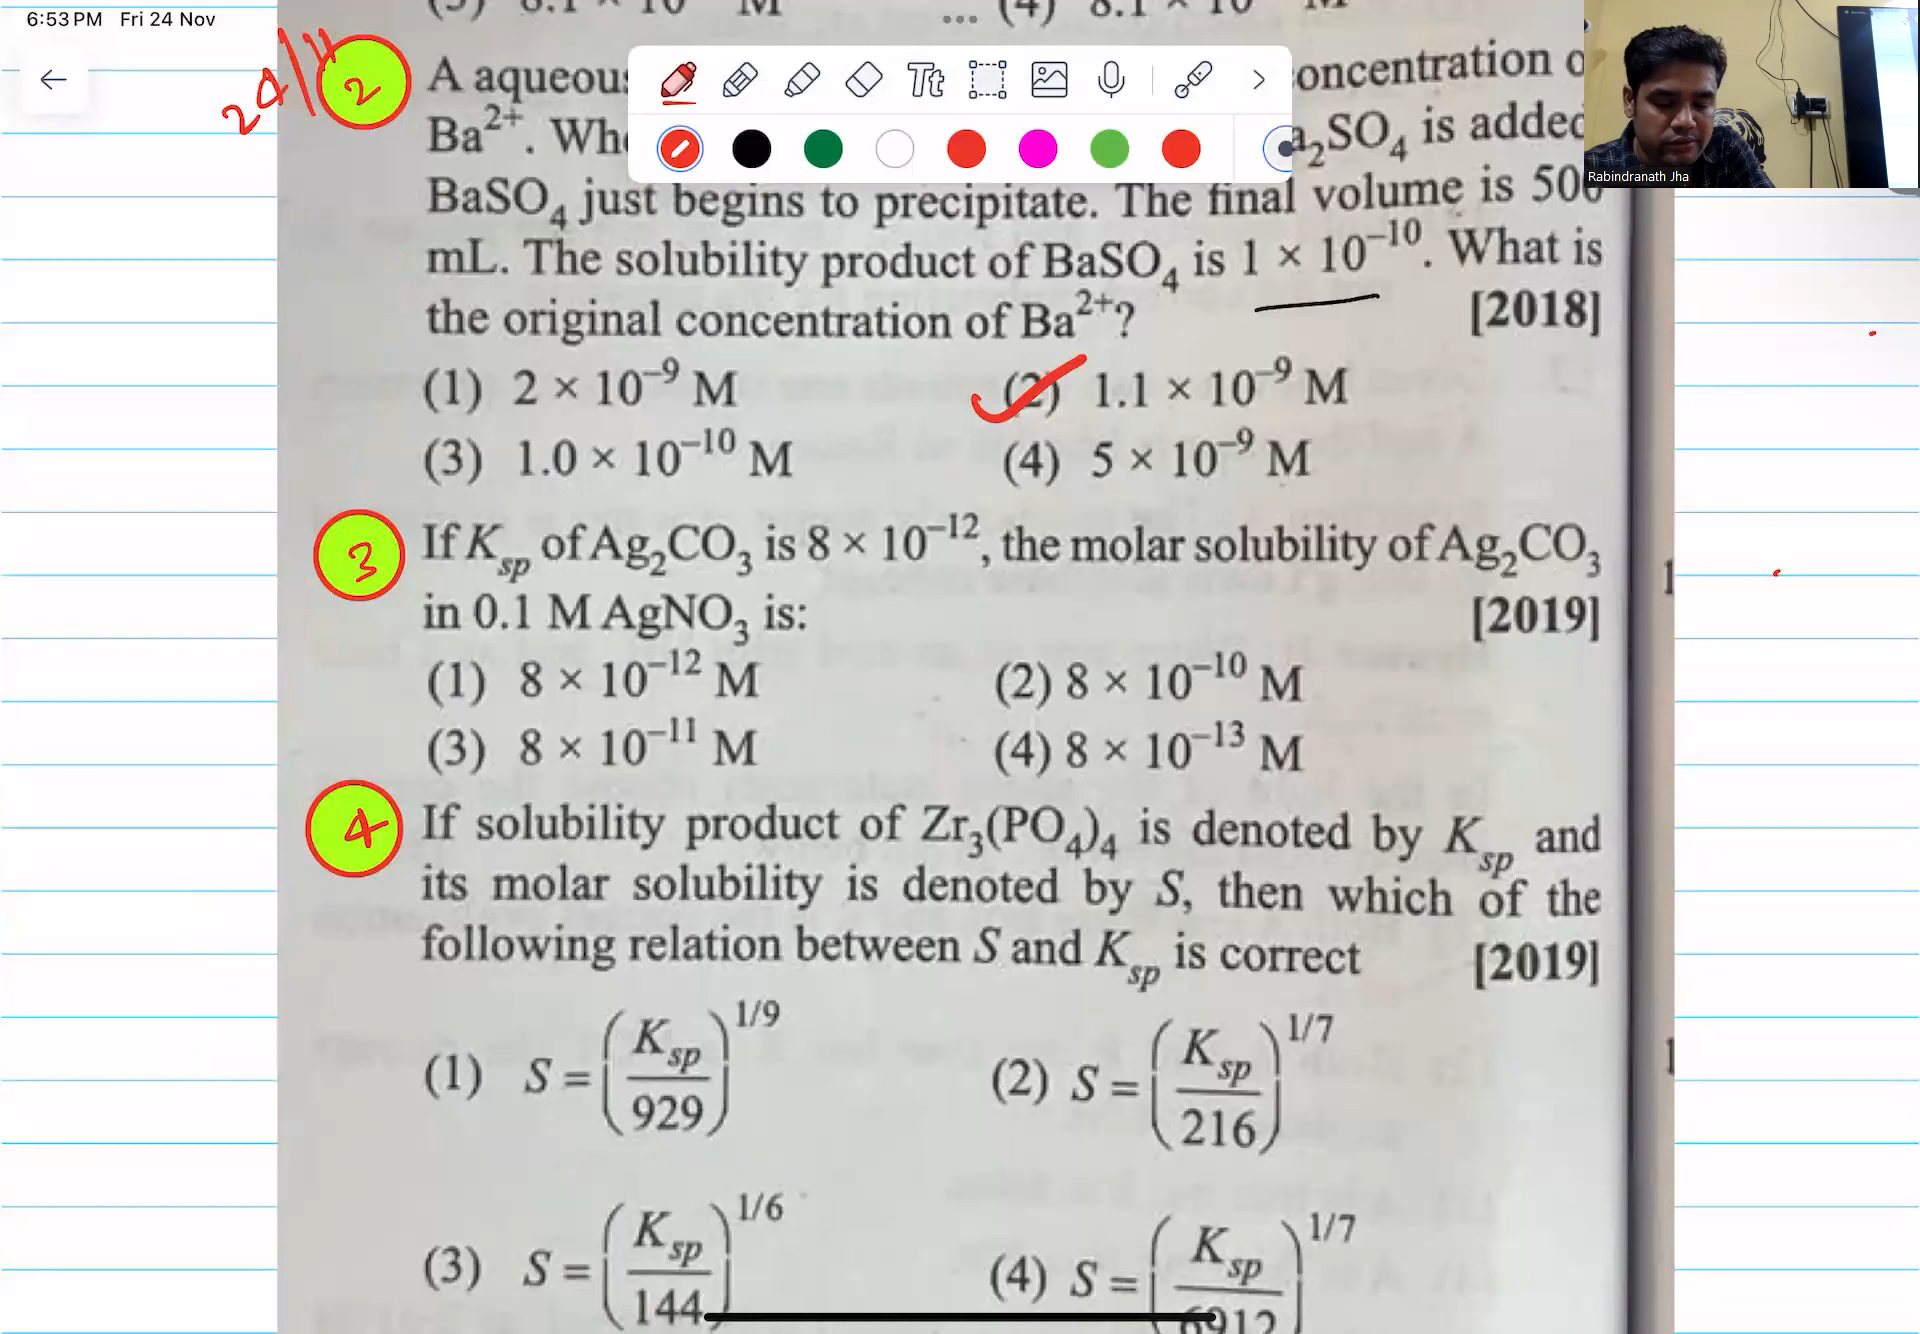 6:53 PM Fri 24 Nov
24/11
2 A aqueous oncentration o
Ba²⁺. Whe a₂SO₄ is added
Tt
Rabindranath Jha
BaSO₄ just begins to precipitate. The final volume is 500
mL. The solubility product of BaSO₄ is 1 × 10⁻¹⁰. What is
the original concentration of Ba²⁺? [2018]
(1) 2 × 10⁻⁹ M (2) 1.1 × 10⁻⁹ M
(3) 1.0 × 10⁻¹⁰ M (4) 5 × 10⁻⁹ M
3 If Ksp of Ag₂CO₃ is 8 × 10⁻¹², the molar solubility of Ag₂CO₃
in 0.1 M AgNO₃ is: [2019]
(1) 8 × 10⁻¹² M (2) 8 × 10⁻¹⁰ M
(3) 8 × 10⁻¹¹ M (4) 8 × 10⁻¹³ M
4 If solubility product of Zr₃(PO₄)₄ is denoted by Ksp and
its molar solubility is denoted by S, then which of the
following relation between S and Ksp is correct [2019]
(1) S = (Ksp/929)^1/9 (2) S = (Ksp/216)^1/7
(3) S = (Ksp/144)^1/6 (4) S = (Ksp/6912)^1/7